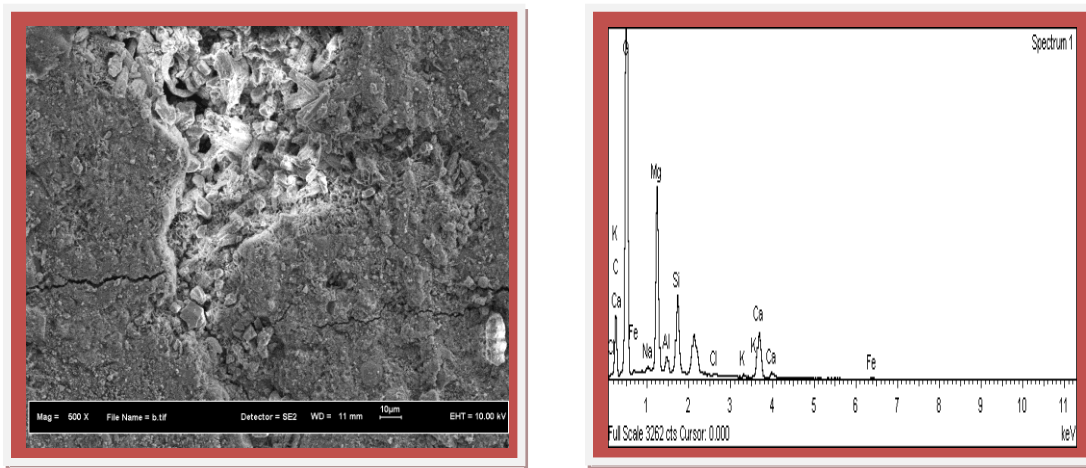 Mag = 500 X File Name = b.tif Detector = SE2 WD = 11 mm 10µm EHT = 10.00 kV
Spectrum 1
O
Mg
K
C
Ca
Si
Ca
Fe
Cl
Na
Al
Cl
K
K
Ca
Fe
1 2 3 4 5 6 7 8 9 10 11
Full Scale 3262 cts Cursor: 0.000 keV